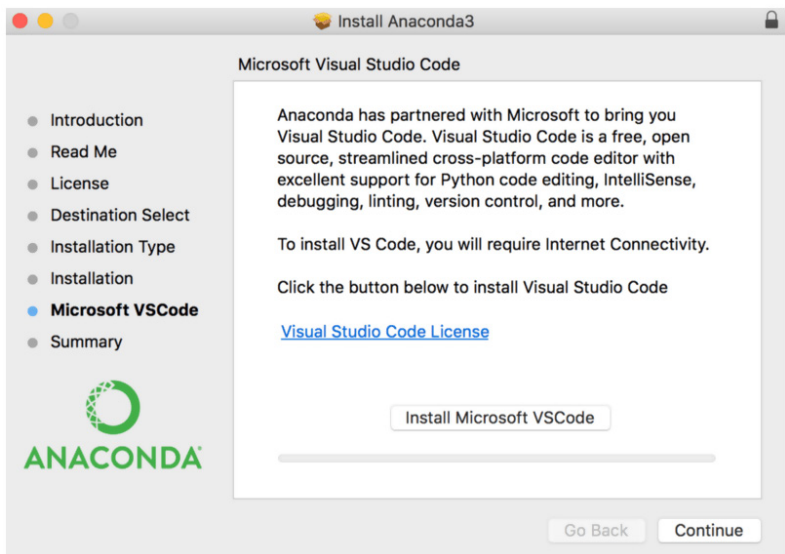 Install Anaconda3
Microsoft Visual Studio Code
Introduction
Read Me
License
Destination Select
Installation Type
Installation
Microsoft VSCode
Summary
ANACONDA
Anaconda has partnered with Microsoft to bring you
Visual Studio Code. Visual Studio Code is a free, open
source, streamlined cross-platform code editor with
excellent support for Python code editing, IntelliSense,
debugging, linting, version control, and more.
To install VS Code, you will require Internet Connectivity.
Click the button below to install Visual Studio Code
Visual Studio Code License
Install Microsoft VSCode
Go Back
Continue